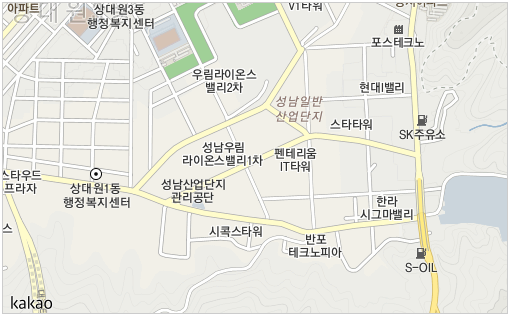 아파트
상대원
상대원3동
행정복지센터
V1타워
포스테크노
우림라이온스
밸리2차
현대I밸리
성남일반
산업단지
스타타워
SK주유소
성남우림
라이온스밸리1차
펜테리움
IT타워
스타우드
프라자
상대원1동
행정복지센터
성남산업단지
관리공단
한라
시그마밸리
시콕스타워
반포
테크노피아
S-OIL
kakao